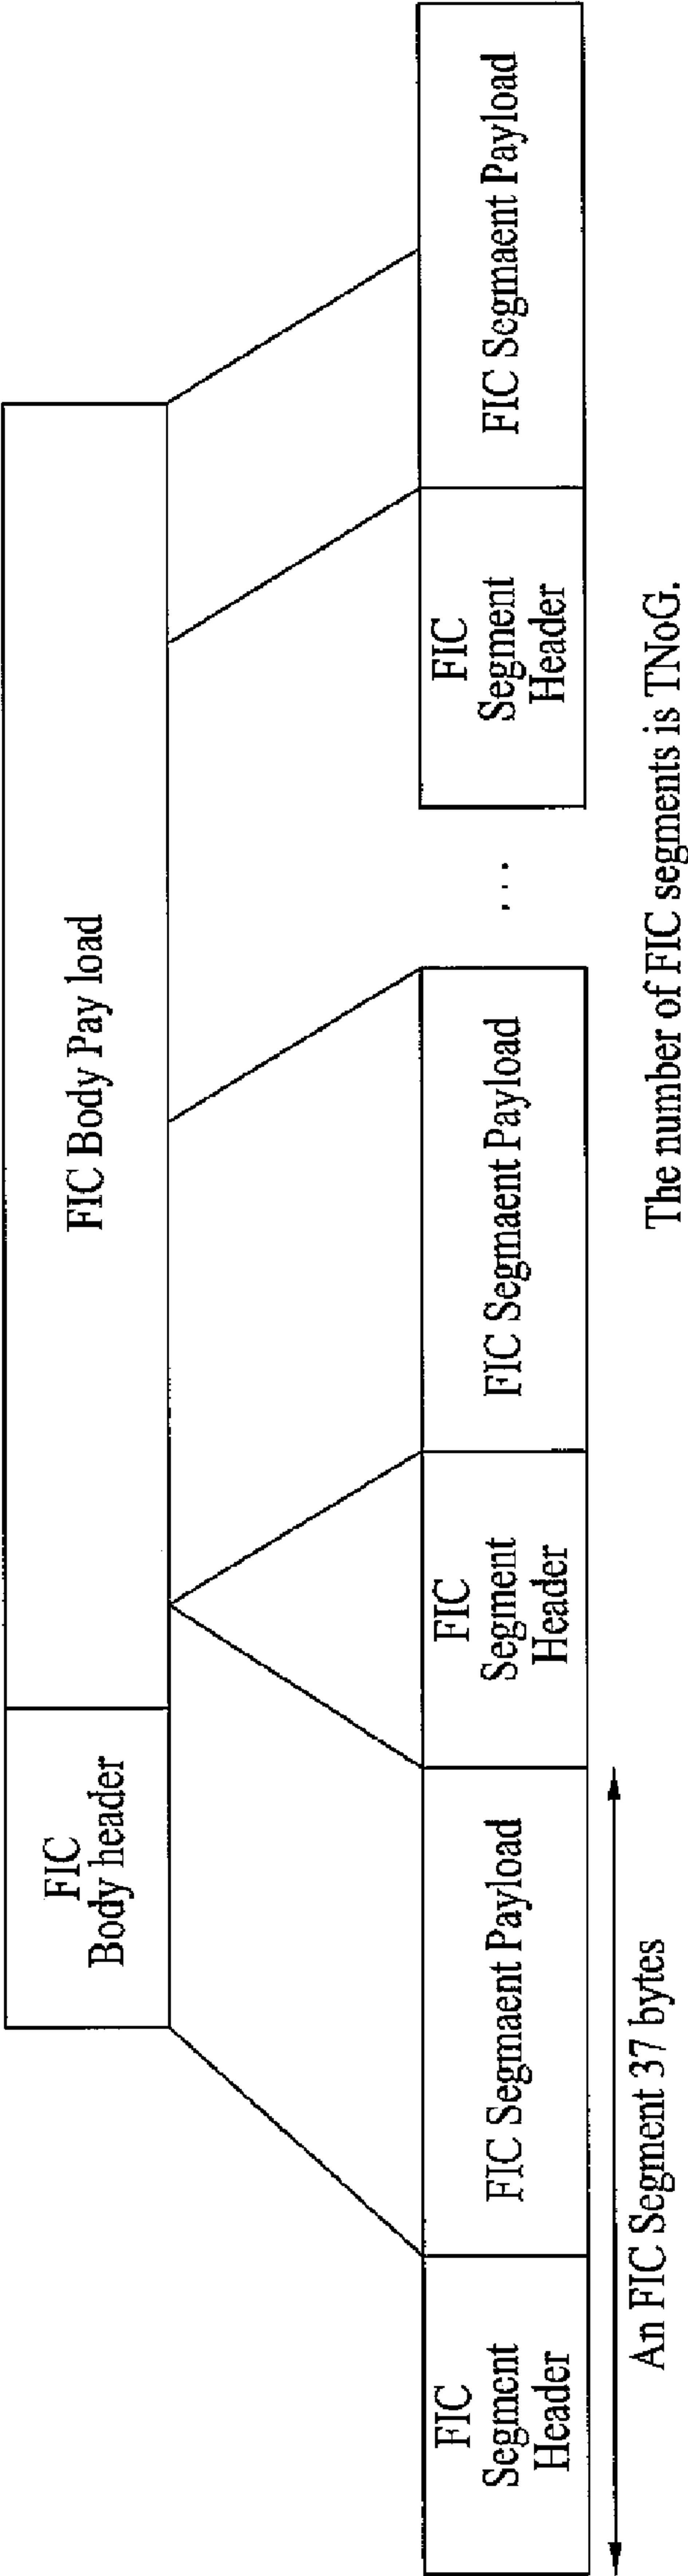 FIC
Body header
FIC Body Pay load
FIC
Segment
Header
FIC Segmaent Payload
FIC
Segment
Header
FIC Segmaent Payload
...
FIC
Segment
Header
FIC Segmaent Payload
An FIC Segment 37 bytes
The number of FIC segments is TNoG.